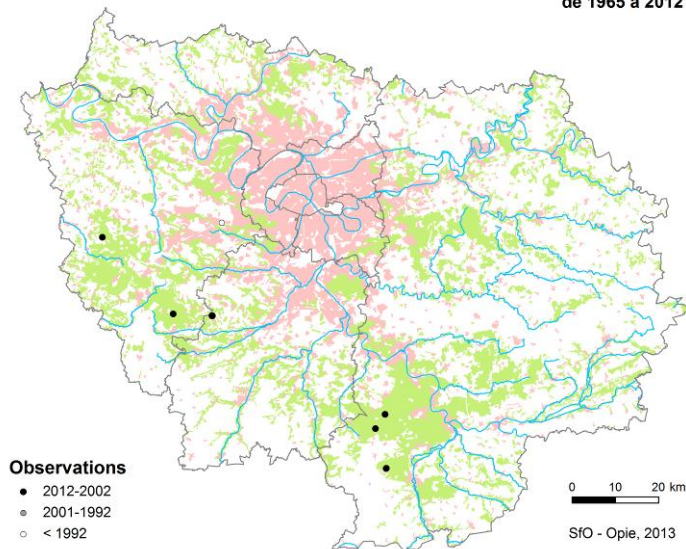 de 1965 à 2012
Observations
2012-2002
2001-1992
< 1992
0 10 20 km
SfO - Opie, 2013